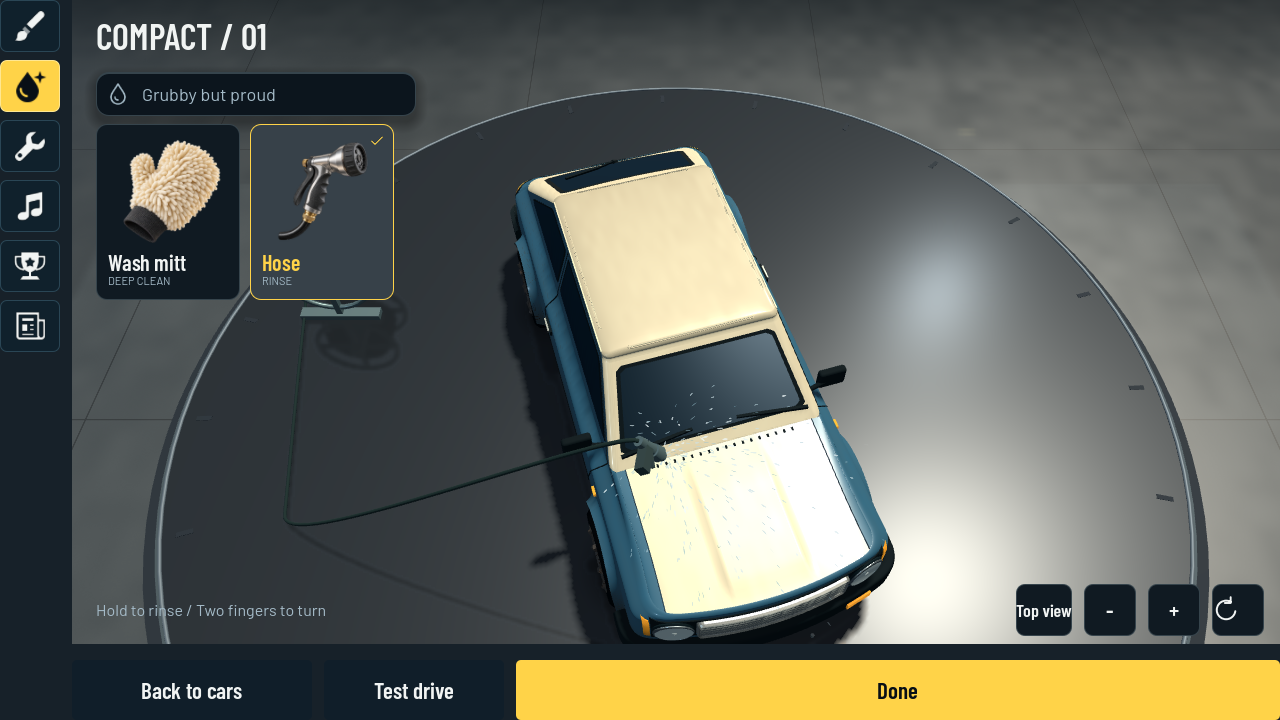 COMPACT / 01
Grubby but proud
Wash mitt
DEEP CLEAN
Hose
RINSE
Hold to rinse / Two fingers to turn
Top view
-
+
Back to cars
Test drive
Done